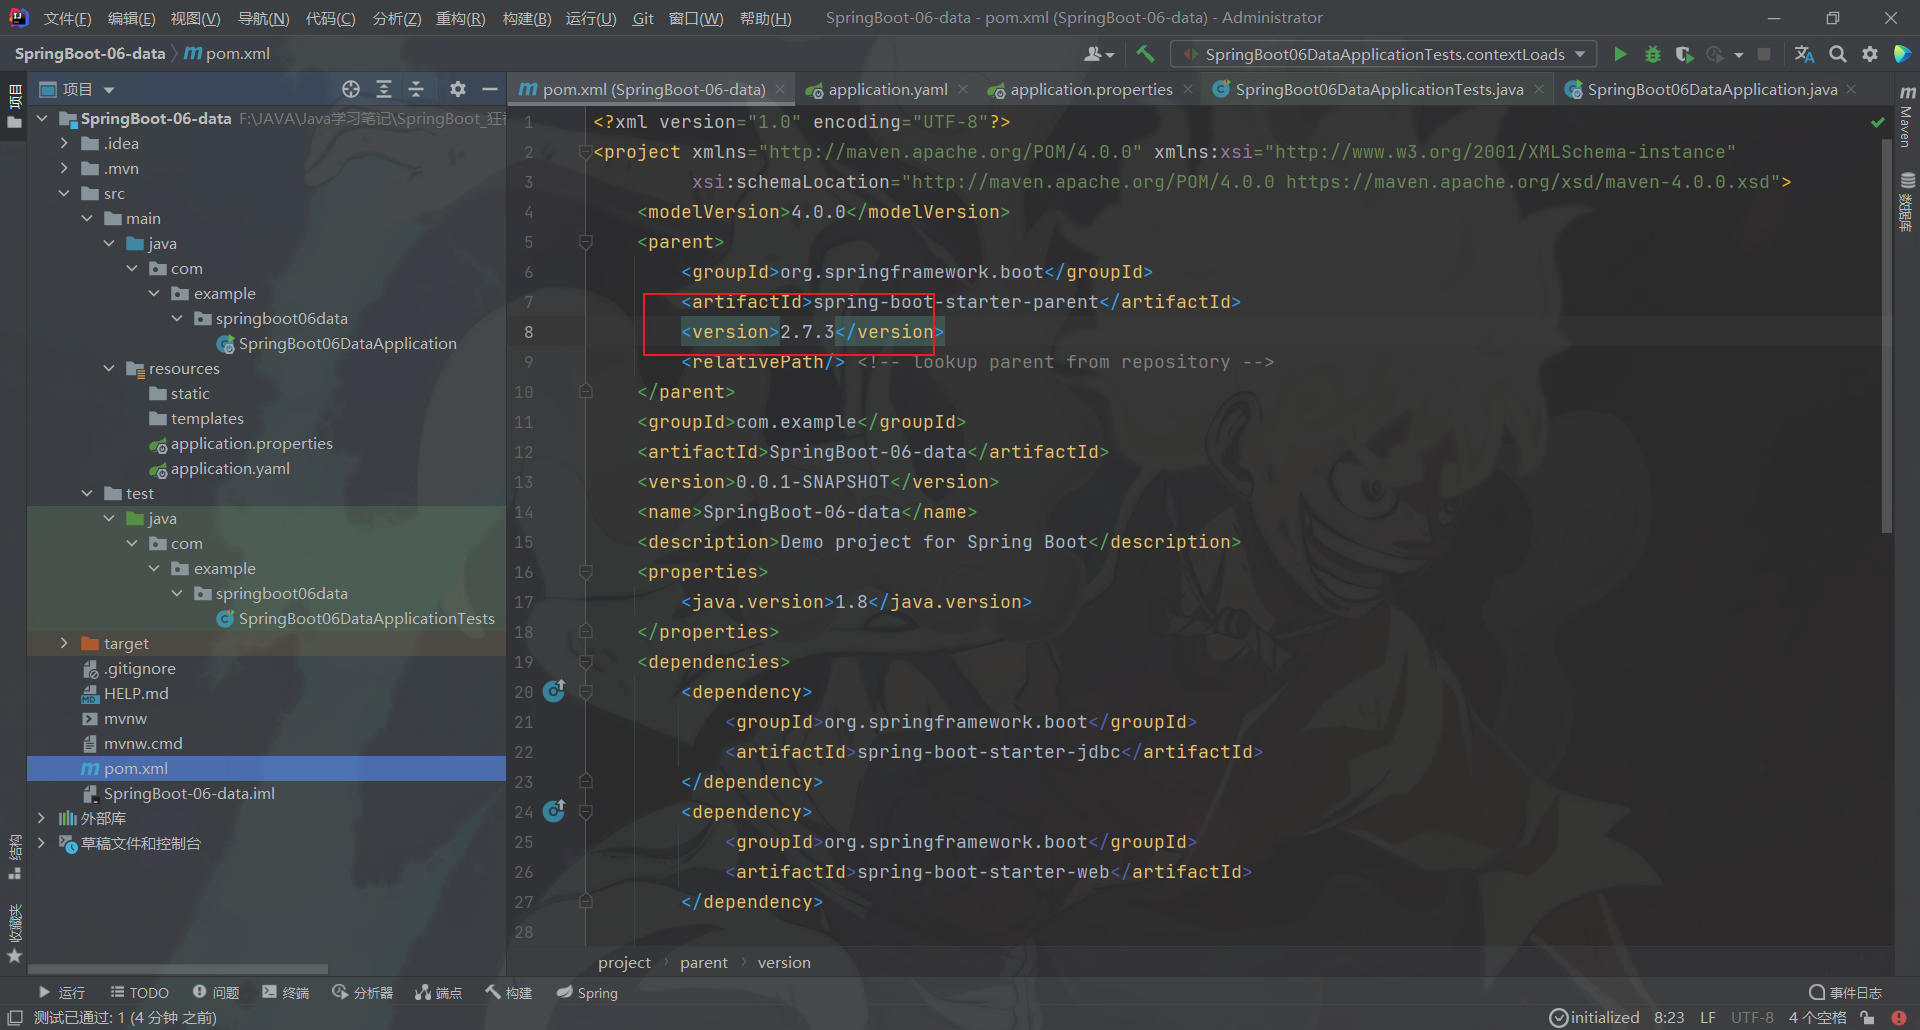 文件(F) 编辑(E) 视图(V) 导航(N) 代码(C) 分析(Z) 重构(R) 构建(B) 运行(U) Git 窗口(W) 帮助(H) SpringBoot-06-data - pom.xml (SpringBoot-06-data) - Administrator
SpringBoot-06-data pom.xml SpringBoot06DataApplicationTests.contextLoads
项目
pom.xml (SpringBoot-06-data) application.yaml application.properties SpringBoot06DataApplicationTests.java SpringBoot06DataApplication.java
项目
结构
收藏夹
SpringBoot-06-data F:\JAVA\Java学习笔记\SpringBoot_狂
.idea
.mvn
src
main
java
com
example
springboot06data
SpringBoot06DataApplication
resources
static
templates
application.properties
application.yaml
test
java
com
example
springboot06data
SpringBoot06DataApplicationTests
target
.gitignore
HELP.md
mvnw
mvnw.cmd
pom.xml
SpringBoot-06-data.iml
外部库
草稿文件和控制台
1 <?xml version="1.0" encoding="UTF-8"?>
2 <project xmlns="http://maven.apache.org/POM/4.0.0" xmlns:xsi="http://www.w3.org/2001/XMLSchema-instance"
3 xsi:schemaLocation="http://maven.apache.org/POM/4.0.0 https://maven.apache.org/xsd/maven-4.0.0.xsd">
4 <modelVersion>4.0.0</modelVersion>
5 <parent>
6 <groupId>org.springframework.boot</groupId>
7 <artifactId>spring-boot-starter-parent</artifactId>
8 <version>2.7.3</version>
9 <relativePath/> <!-- lookup parent from repository -->
10 </parent>
11 <groupId>com.example</groupId>
12 <artifactId>SpringBoot-06-data</artifactId>
13 <version>0.0.1-SNAPSHOT</version>
14 <name>SpringBoot-06-data</name>
15 <description>Demo project for Spring Boot</description>
16 <properties>
17 <java.version>1.8</java.version>
18 </properties>
19 <dependencies>
20 <dependency>
21 <groupId>org.springframework.boot</groupId>
22 <artifactId>spring-boot-starter-jdbc</artifactId>
23 </dependency>
24 <dependency>
25 <groupId>org.springframework.boot</groupId>
26 <artifactId>spring-boot-starter-web</artifactId>
27 </dependency>
28
Maven
数据库
project parent version
运行 TODO 问题 终端 分析器 端点 构建 Spring 事件日志
测试已通过: 1 (4 分钟 之前) initialized 8:23 LF UTF-8 4 个空格